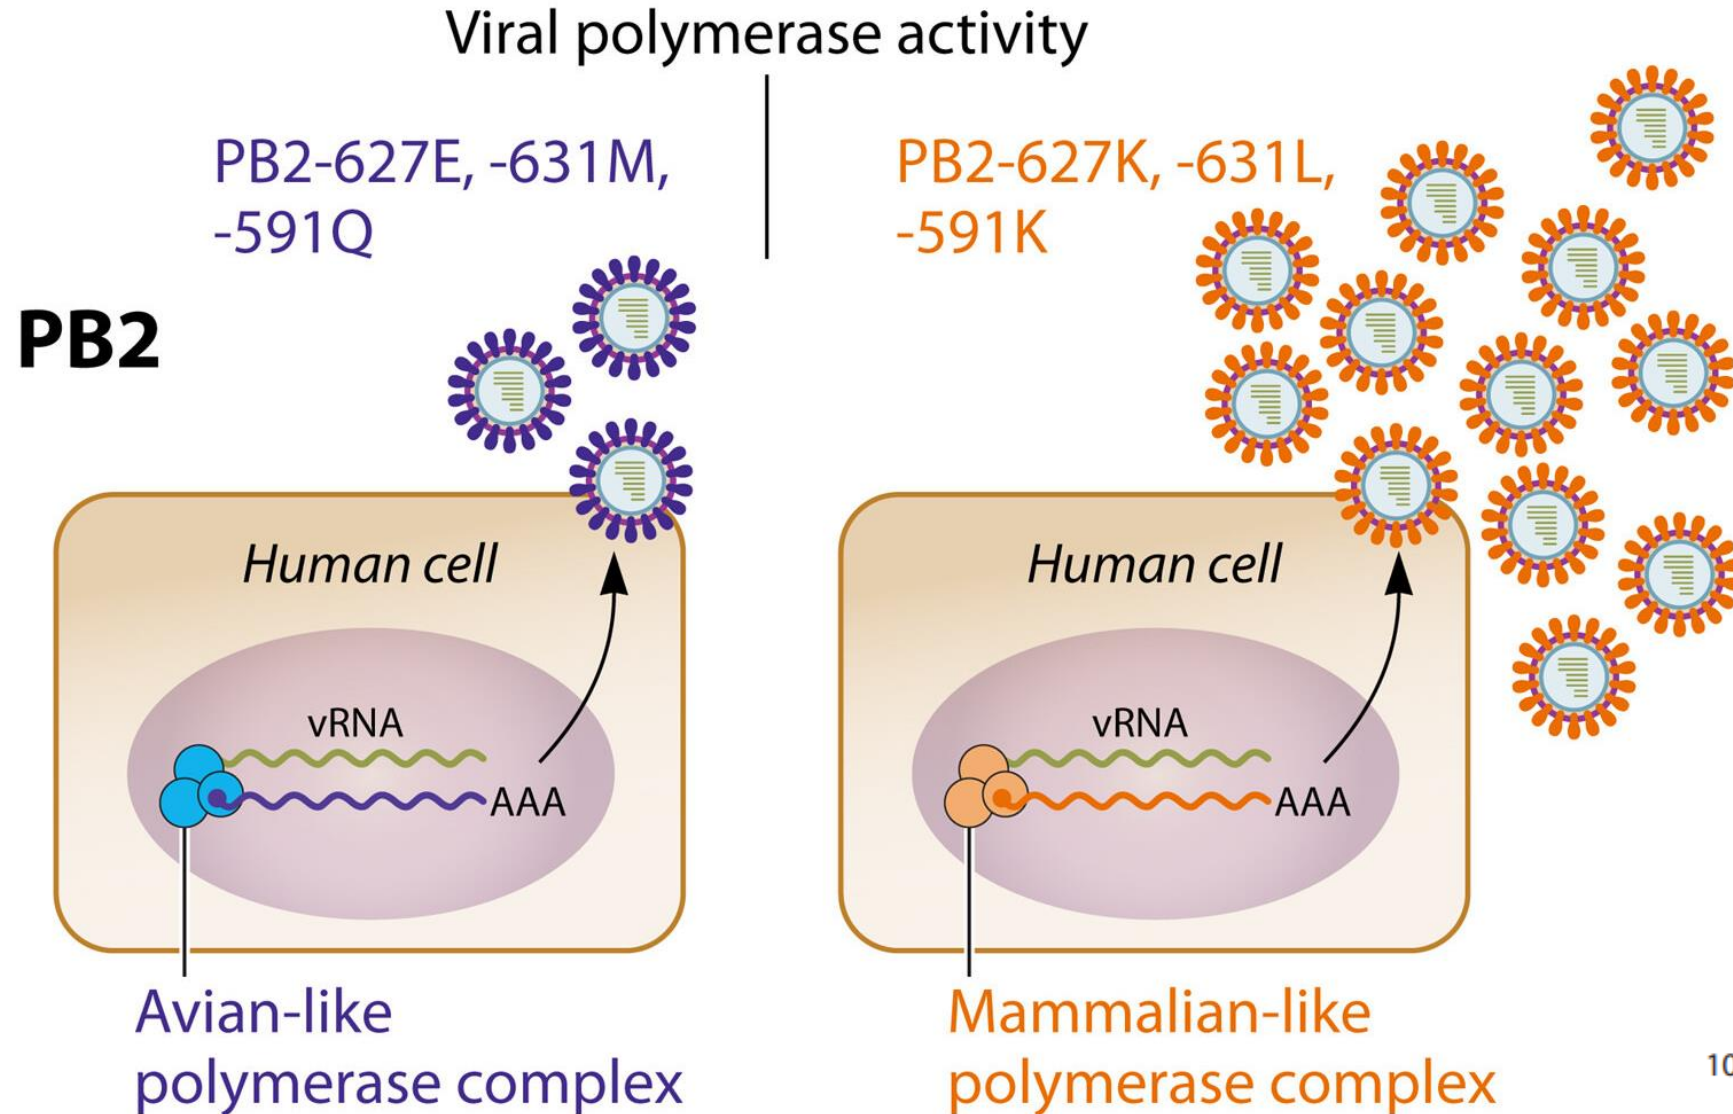 Viral polymerase activity
PB2-627E, -631M,
-591Q
PB2-627K, -631L,
-591K
PB2
Human cell
vRNA
AAA
Human cell
vRNA
AAA
Avian-like
polymerase complex
Mammalian-like
polymerase complex
10